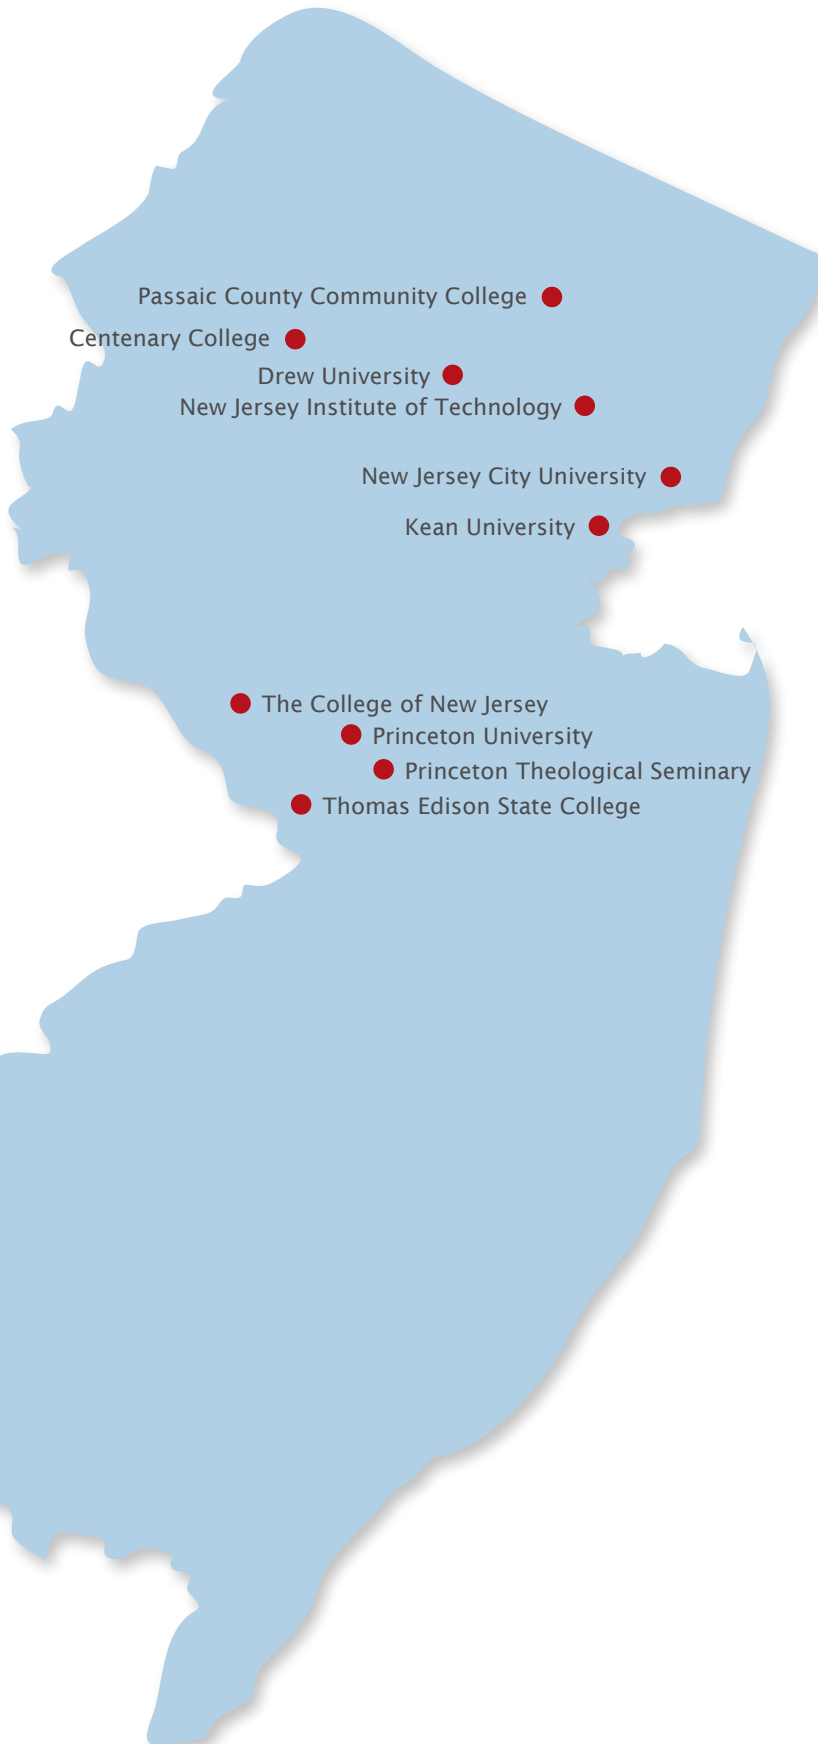 Passaic County Community College
Centenary College
Drew University
New Jersey Institute of Technology
New Jersey City University
Kean University
The College of New Jersey
Princeton University
Princeton Theological Seminary
Thomas Edison State College